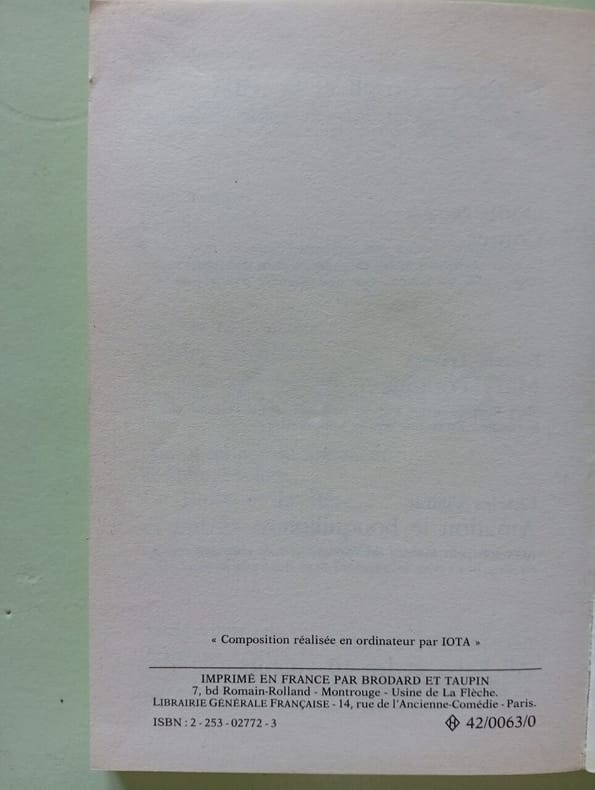 « Composition réalisée en ordinateur par IOTA »
IMPRIMÉ EN FRANCE PAR BRODARD ET TAUPIN
7, bd Romain-Rolland - Montrouge - Usine de La Flèche.
LIBRAIRIE GÉNÉRALE FRANÇAISE - 14, rue de l'Ancienne-Comédie - Paris.
ISBN : 2 - 253 - 02772 - 3
H 42/0063/0